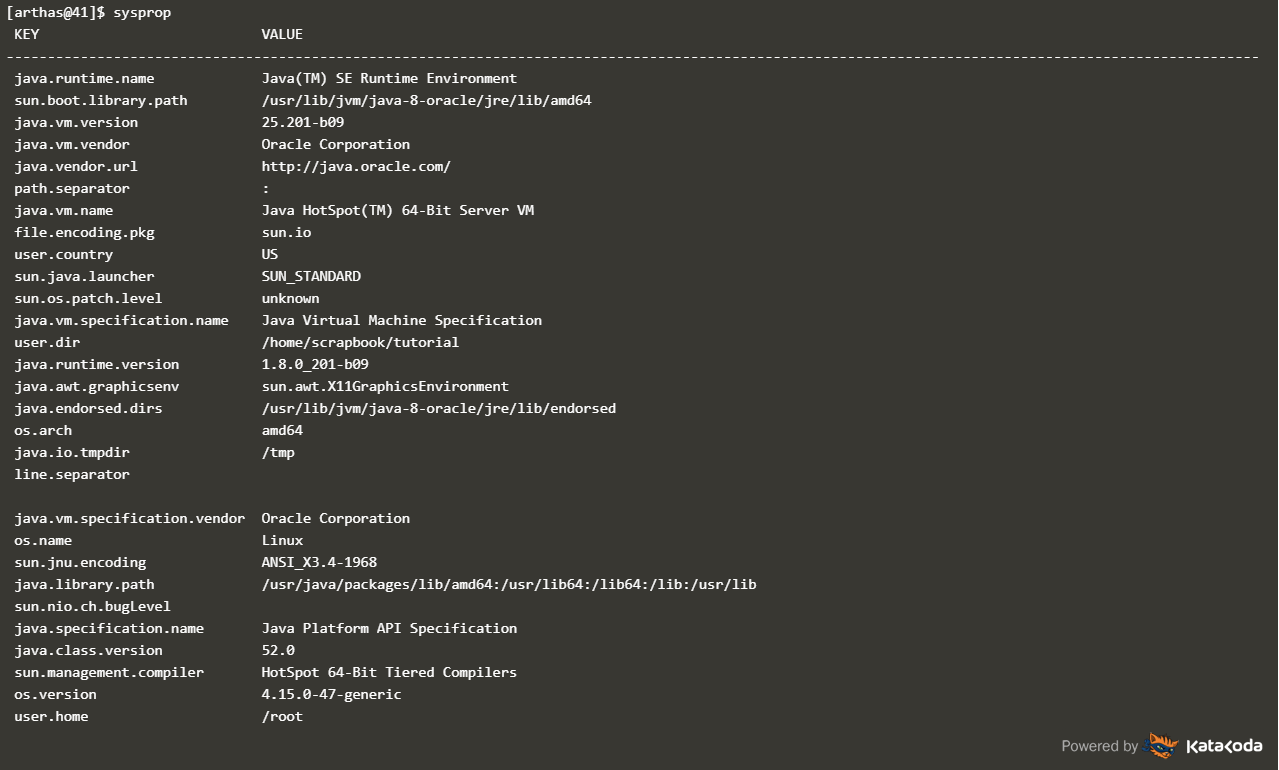 [arthas@41]$ sysprop
KEY VALUE
--------------------------------------------------------------------------------------------------------------------------------------------------------
java.runtime.name Java(TM) SE Runtime Environment
sun.boot.library.path /usr/lib/jvm/java-8-oracle/jre/lib/amd64
java.vm.version 25.201-b09
java.vm.vendor Oracle Corporation
java.vendor.url http://java.oracle.com/
path.separator :
java.vm.name Java HotSpot(TM) 64-Bit Server VM
file.encoding.pkg sun.io
user.country US
sun.java.launcher SUN_STANDARD
sun.os.patch.level unknown
java.vm.specification.name Java Virtual Machine Specification
user.dir /home/scrapbook/tutorial
java.runtime.version 1.8.0_201-b09
java.awt.graphicsenv sun.awt.X11GraphicsEnvironment
java.endorsed.dirs /usr/lib/jvm/java-8-oracle/jre/lib/endorsed
os.arch amd64
java.io.tmpdir /tmp
line.separator
java.vm.specification.vendor Oracle Corporation
os.name Linux
sun.jnu.encoding ANSI_X3.4-1968
java.library.path /usr/java/packages/lib/amd64:/usr/lib64:/lib64:/lib:/usr/lib
sun.nio.ch.bugLevel
java.specification.name Java Platform API Specification
java.class.version 52.0
sun.management.compiler HotSpot 64-Bit Tiered Compilers
os.version 4.15.0-47-generic
user.home /root
Powered by Katakoda